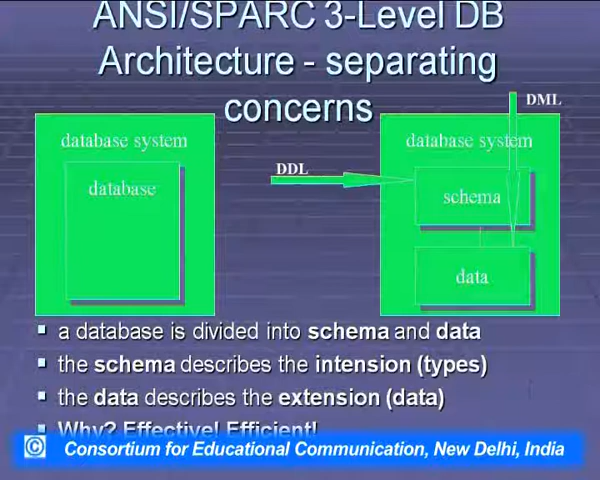 ANSI/SPARC 3-Level DB
Architecture - separating
concerns
DML
database system
database system
DDL
database
schema
data
a database is divided into schema and data
the schema describes the intension (types)
the data describes the extension (data)
Why? Effective! Efficient!
© Consortium for Educational Communication, New Delhi, India